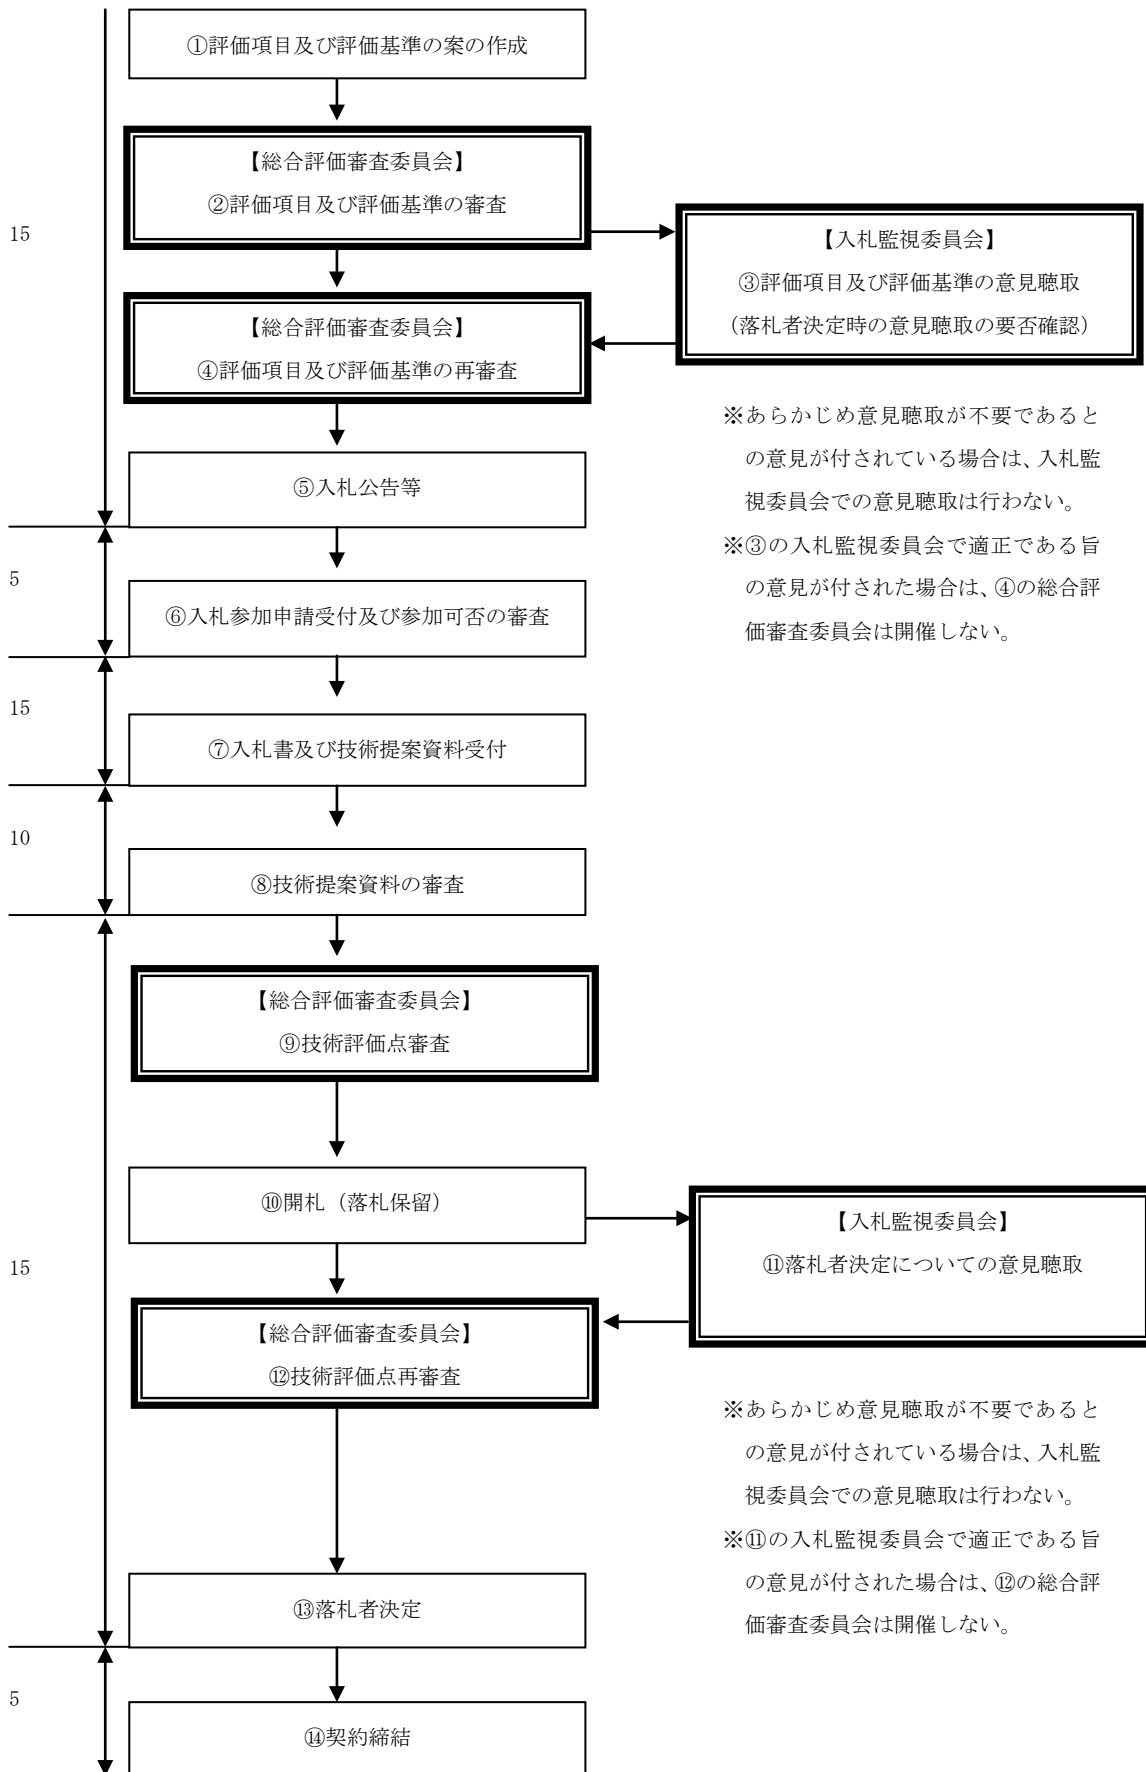 ①評価項目及び評価基準の案の作成
【総合評価審査委員会】
②評価項目及び評価基準の審査
15
【入札監視委員会】
③評価項目及び評価基準の意見聴取
（落札者決定時の意見聴取の要否確認）
【総合評価審査委員会】
④評価項目及び評価基準の再審査
※あらかじめ意見聴取が不要であると
の意見が付されている場合は、入札監
視委員会での意見聴取は行わない。
※③の入札監視委員会で適正である旨
の意見が付された場合は、④の総合評
価審査委員会は開催しない。
⑤入札公告等
5
⑥入札参加申請受付及び参加可否の審査
15
⑦入札書及び技術提案資料受付
10
⑧技術提案資料の審査
【総合評価審査委員会】
⑨技術評価点審査
⑩開札（落札保留）
【入札監視委員会】
⑪落札者決定についての意見聴取
15
【総合評価審査委員会】
⑫技術評価点再審査
※あらかじめ意見聴取が不要であると
の意見が付されている場合は、入札監
視委員会での意見聴取は行わない。
※⑪の入札監視委員会で適正である旨
の意見が付された場合は、⑫の総合評
価審査委員会は開催しない。
⑬落札者決定
5
⑭契約締結